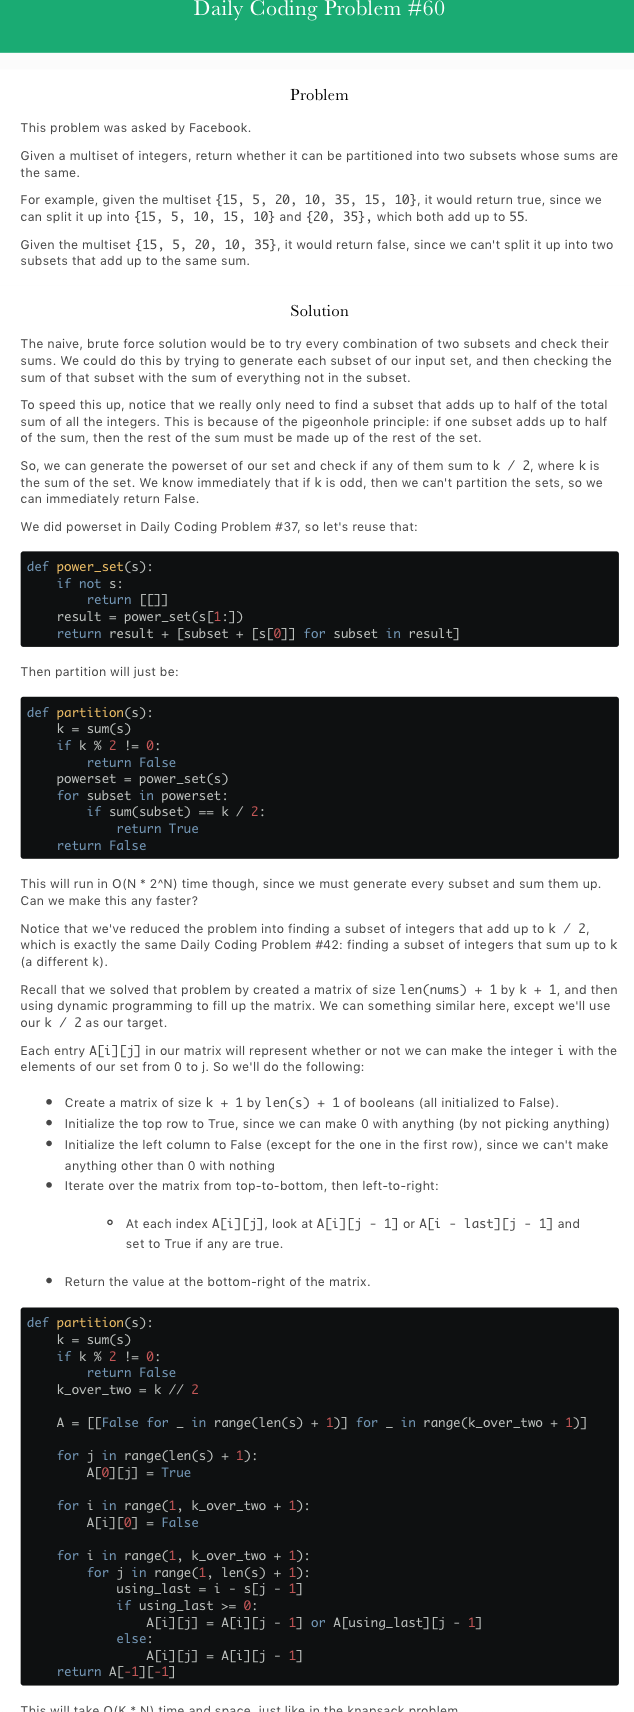 Daily Coding Problem #60
Problem
This problem was asked by Facebook.
Given a multiset of integers, return whether it can be partitioned into two subsets whose sums are
the same.
For example, given the multiset {15, 5, 20, 10, 35, 15, 10}, it would return true, since we
can split it up into {15, 5, 10, 15, 10} and {20, 35}, which both add up to 55.
Given the multiset {15, 5, 20, 10, 35}, it would return false, since we can't split it up into two
subsets that add up to the same sum.
Solution
The naive, brute force solution would be to try every combination of two subsets and check their
sums. We could do this by trying to generate each subset of our input set, and then checking the
sum of that subset with the sum of everything not in the subset.
To speed this up, notice that we really only need to find a subset that adds up to half of the total
sum of all the integers. This is because of the pigeonhole principle: if one subset adds up to half
of the sum, then the rest of the sum must be made up of the rest of the set.
So, we can generate the powerset of our set and check if any of them sum to k / 2, where k is
the sum of the set. We know immediately that if k is odd, then we can't partition the sets, so we
can immediately return False.
We did powerset in Daily Coding Problem #37, so let's reuse that:
def power_set(s):
    if not s:
        return [[]]
    result = power_set(s[1:])
    return result + [subset + [s[0]] for subset in result]
Then partition will just be:
def partition(s):
    k = sum(s)
    if k % 2 != 0:
        return False
    powerset = power_set(s)
    for subset in powerset:
        if sum(subset) == k / 2:
            return True
    return False
This will run in O(N * 2^N) time though, since we must generate every subset and sum them up.
Can we make this any faster?
Notice that we've reduced the problem into finding a subset of integers that add up to k / 2,
which is exactly the same Daily Coding Problem #42: finding a subset of integers that sum up to k
(a different k).
Recall that we solved that problem by created a matrix of size len(nums) + 1 by k + 1, and then
using dynamic programming to fill up the matrix. We can something similar here, except we'll use
our k / 2 as our target.
Each entry A[i][j] in our matrix will represent whether or not we can make the integer i with the
elements of our set from 0 to j. So we'll do the following:
• Create a matrix of size k + 1 by len(s) + 1 of booleans (all initialized to False).
• Initialize the top row to True, since we can make 0 with anything (by not picking anything)
• Initialize the left column to False (except for the one in the first row), since we can't make
anything other than 0 with nothing
• Iterate over the matrix from top-to-bottom, then left-to-right:
◦ At each index A[i][j], look at A[i][j - 1] or A[i - last][j - 1] and
set to True if any are true.
• Return the value at the bottom-right of the matrix.
def partition(s):
    k = sum(s)
    if k % 2 != 0:
        return False
    k_over_two = k // 2
    A = [[False for _ in range(len(s) + 1)] for _ in range(k_over_two + 1)]
    for j in range(len(s) + 1):
        A[0][j] = True
    for i in range(1, k_over_two + 1):
        A[i][0] = False
    for i in range(1, k_over_two + 1):
        for j in range(1, len(s) + 1):
            using_last = i - s[j - 1]
            if using_last >= 0:
                A[i][j] = A[i][j - 1] or A[using_last][j - 1]
            else:
                A[i][j] = A[i][j - 1]
    return A[-1][-1]
This will take O(K * N) time and space, just like in the knapsack problem.